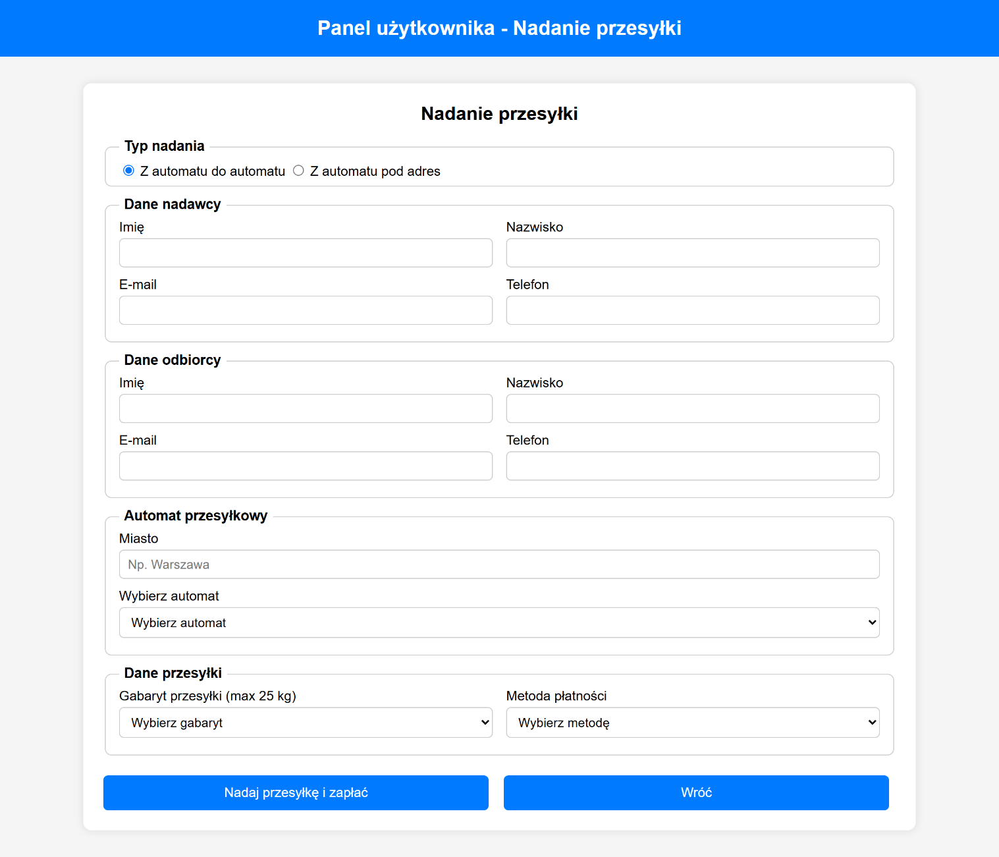 Panel użytkownika - Nadanie przesyłki
Nadanie przesyłki
Typ nadania
Z automatu do automatu Z automatu pod adres
Dane nadawcy
Imię Nazwisko
E-mail Telefon
Dane odbiorcy
Imię Nazwisko
E-mail Telefon
Automat przesyłkowy
Miasto
Np. Warszawa
Wybierz automat
Wybierz automat
Dane przesyłki
Gabaryt przesyłki (max 25 kg) Metoda płatności
Wybierz gabaryt Wybierz metodę
Nadaj przesyłkę i zapłać Wróć